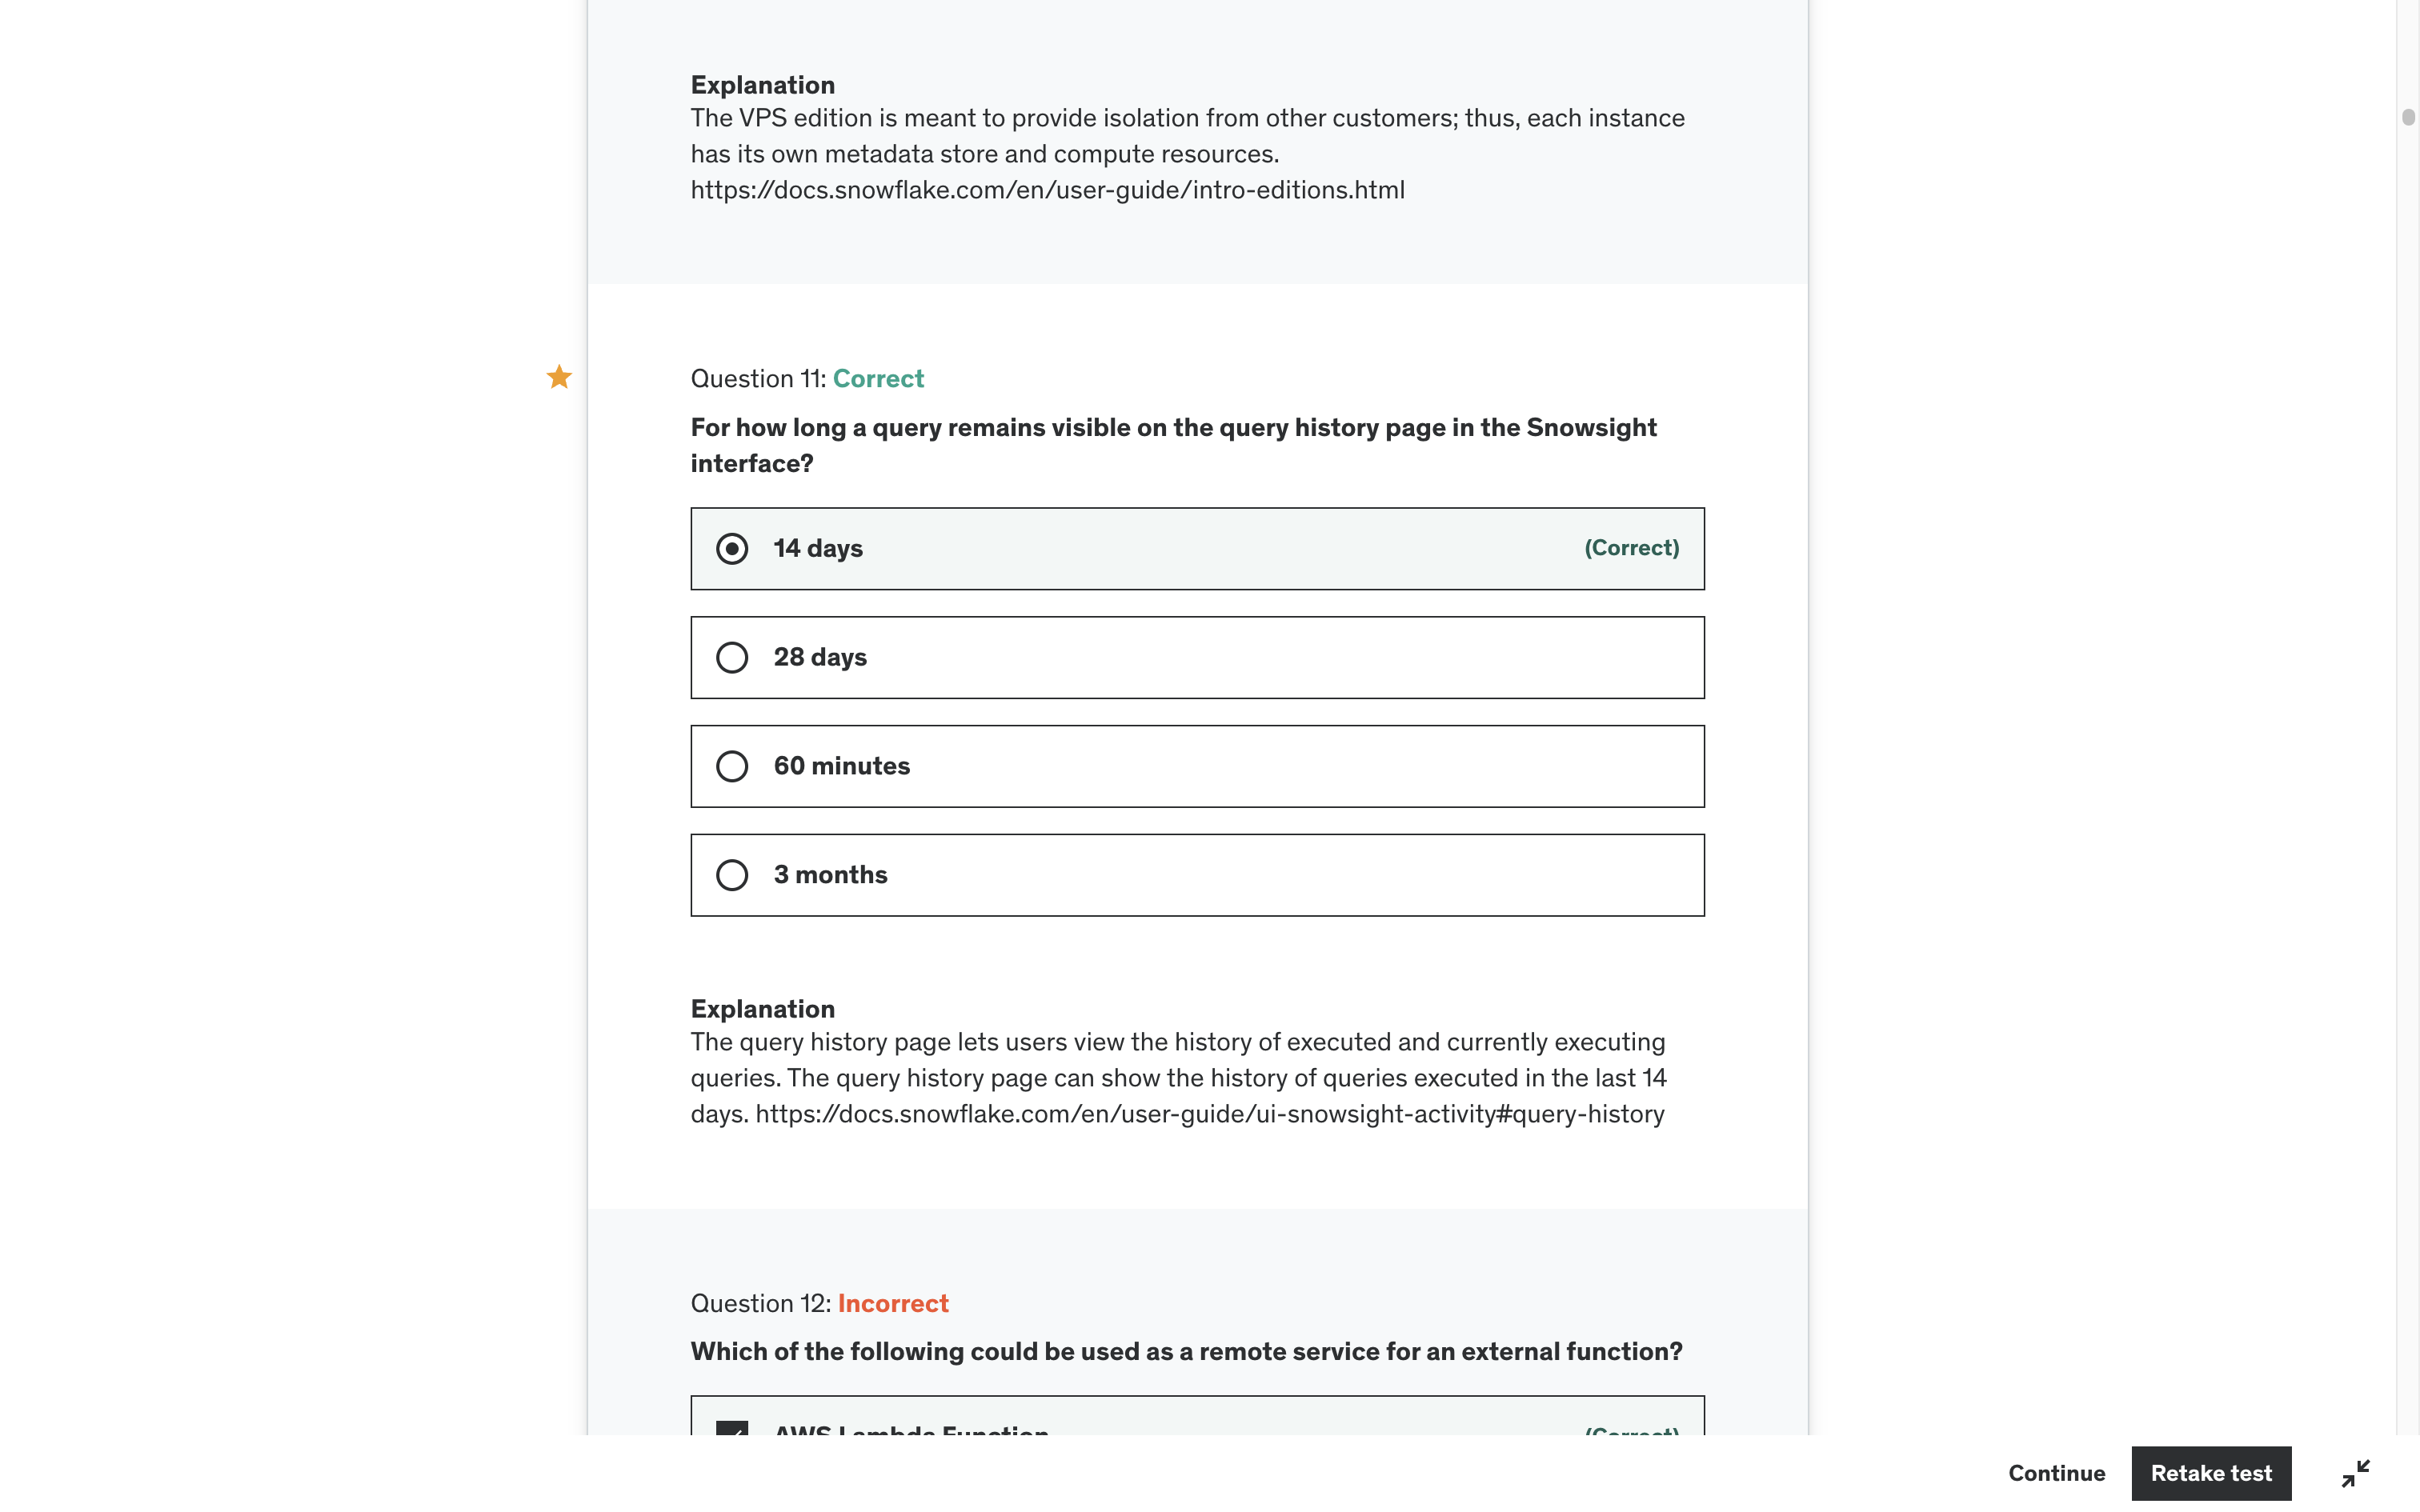 Explanation
The VPS edition is meant to provide isolation from other customers; thus, each instance
has its own metadata store and compute resources.
https://docs.snowflake.com/en/user-guide/intro-editions.html
Question 11: Correct
For how long a query remains visible on the query history page in the Snowsight
interface?
14 days (Correct)
28 days
60 minutes
3 months
Explanation
The query history page lets users view the history of executed and currently executing
queries. The query history page can show the history of queries executed in the last 14
days. https://docs.snowflake.com/en/user-guide/ui-snowsight-activity#query-history
Question 12: Incorrect
Which of the following could be used as a remote service for an external function?
AWS Lambda Function (Correct)
Continue Retake test